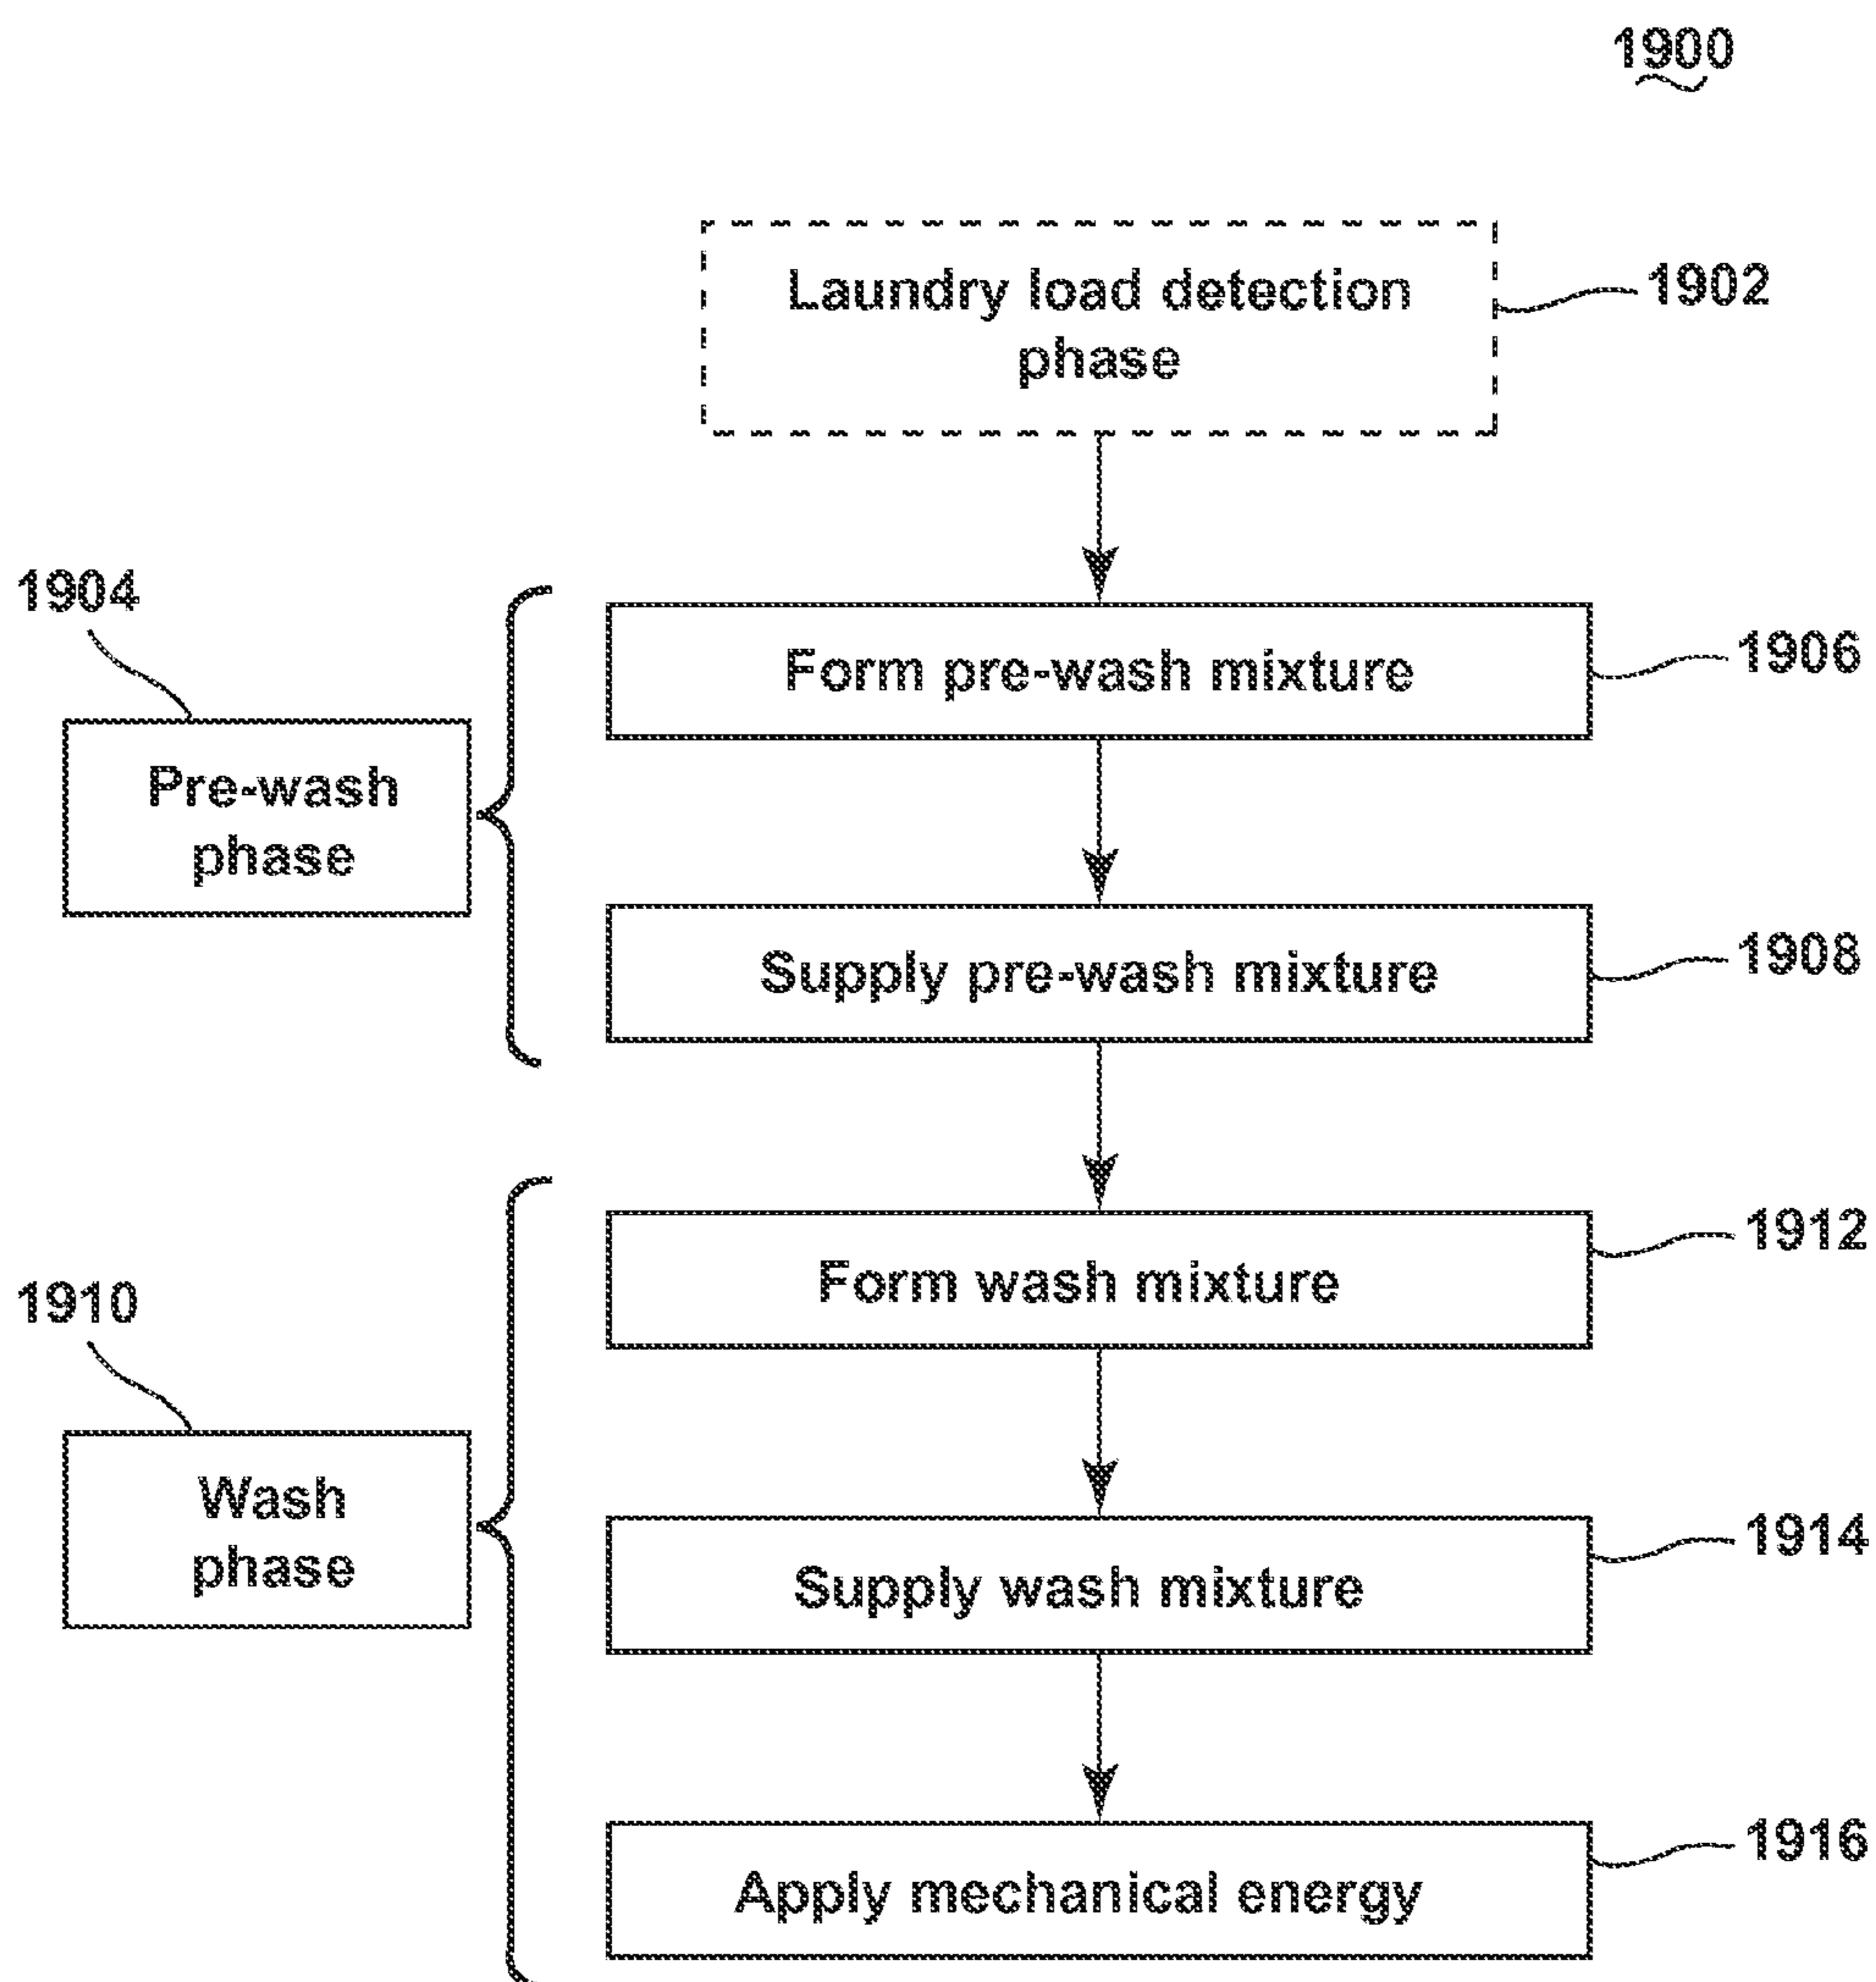 1900
Laundry load detection
phase
1902
1904
Pre-wash
phase
Form pre-wash mixture
1906
Supply pre-wash mixture
1908
1910
Wash
phase
Form wash mixture
1912
Supply wash mixture
1914
Apply mechanical energy
1916